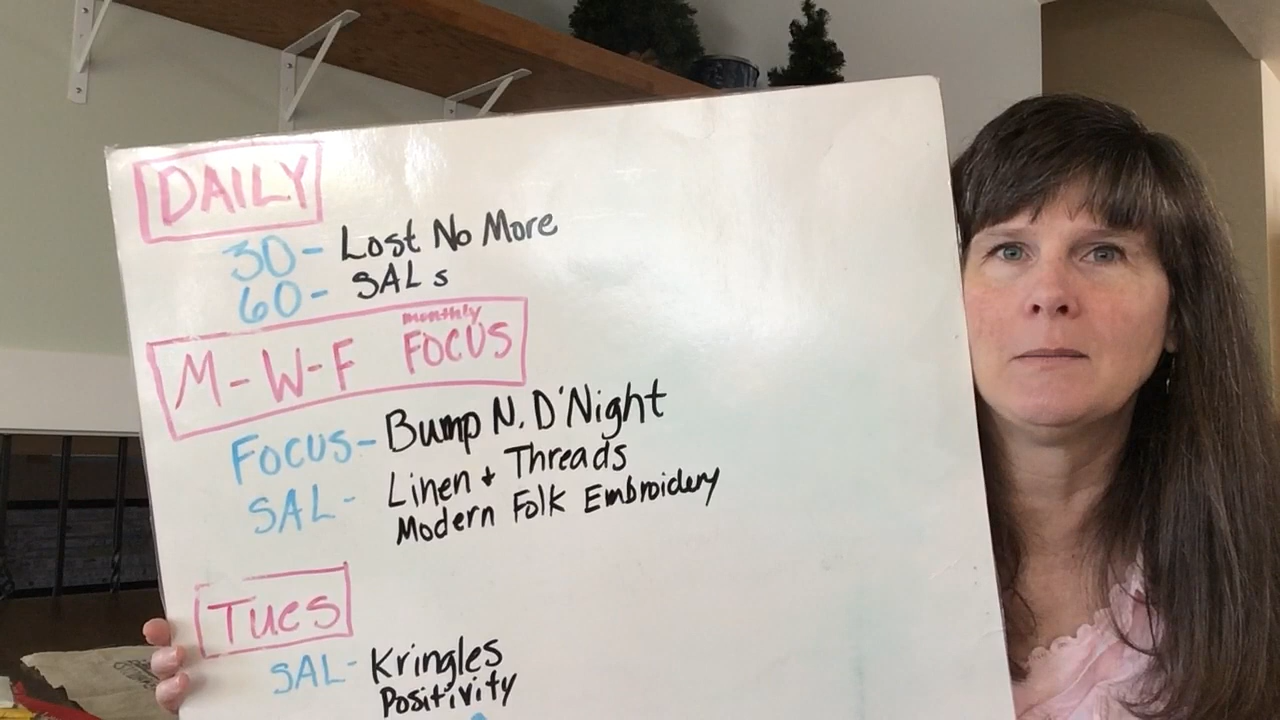 DAILY
30- Lost No More
60- SALs
M-W-F monthly FOCUS
FOCUS- Bump N. D'Night
SAL- Linen + Threads
Modern Folk Embroidery
Tues
SAL- Kringles
Positivity